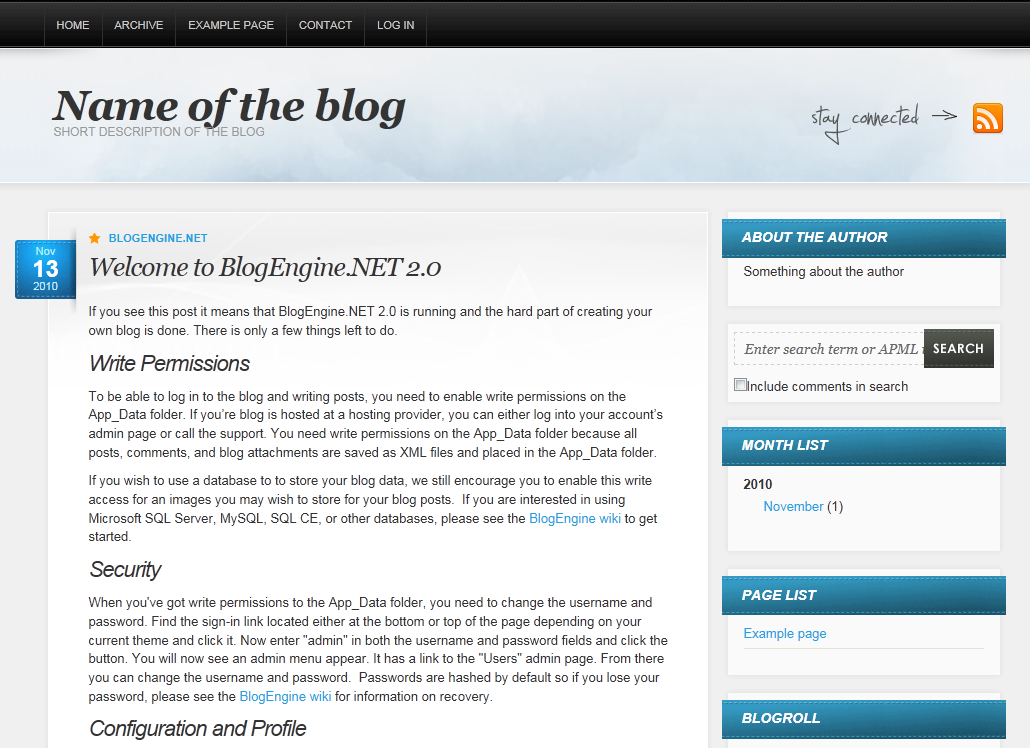 HOME ARCHIVE EXAMPLE PAGE CONTACT LOG IN
Name of the blog
SHORT DESCRIPTION OF THE BLOG
stay connected
Nov
13
2010
BLOGENGINE.NET
Welcome to BlogEngine.NET 2.0
If you see this post it means that BlogEngine.NET 2.0 is running and the hard part of creating your
own blog is done. There is only a few things left to do.
Write Permissions
To be able to log in to the blog and writing posts, you need to enable write permissions on the
App_Data folder. If you’re blog is hosted at a hosting provider, you can either log into your account’s
admin page or call the support. You need write permissions on the App_Data folder because all
posts, comments, and blog attachments are saved as XML files and placed in the App_Data folder.
If you wish to use a database to to store your blog data, we still encourage you to enable this write
access for an images you may wish to store for your blog posts.  If you are interested in using
Microsoft SQL Server, MySQL, SQL CE, or other databases, please see the BlogEngine wiki to get
started.
Security
When you've got write permissions to the App_Data folder, you need to change the username and
password. Find the sign-in link located either at the bottom or top of the page depending on your
current theme and click it. Now enter "admin" in both the username and password fields and click the
button. You will now see an admin menu appear. It has a link to the "Users" admin page. From there
you can change the username and password.  Passwords are hashed by default so if you lose your
password, please see the BlogEngine wiki for information on recovery.
Configuration and Profile
ABOUT THE AUTHOR
Something about the author
Enter search term or APML SEARCH
Include comments in search
MONTH LIST
2010
November (1)
PAGE LIST
Example page
BLOGROLL